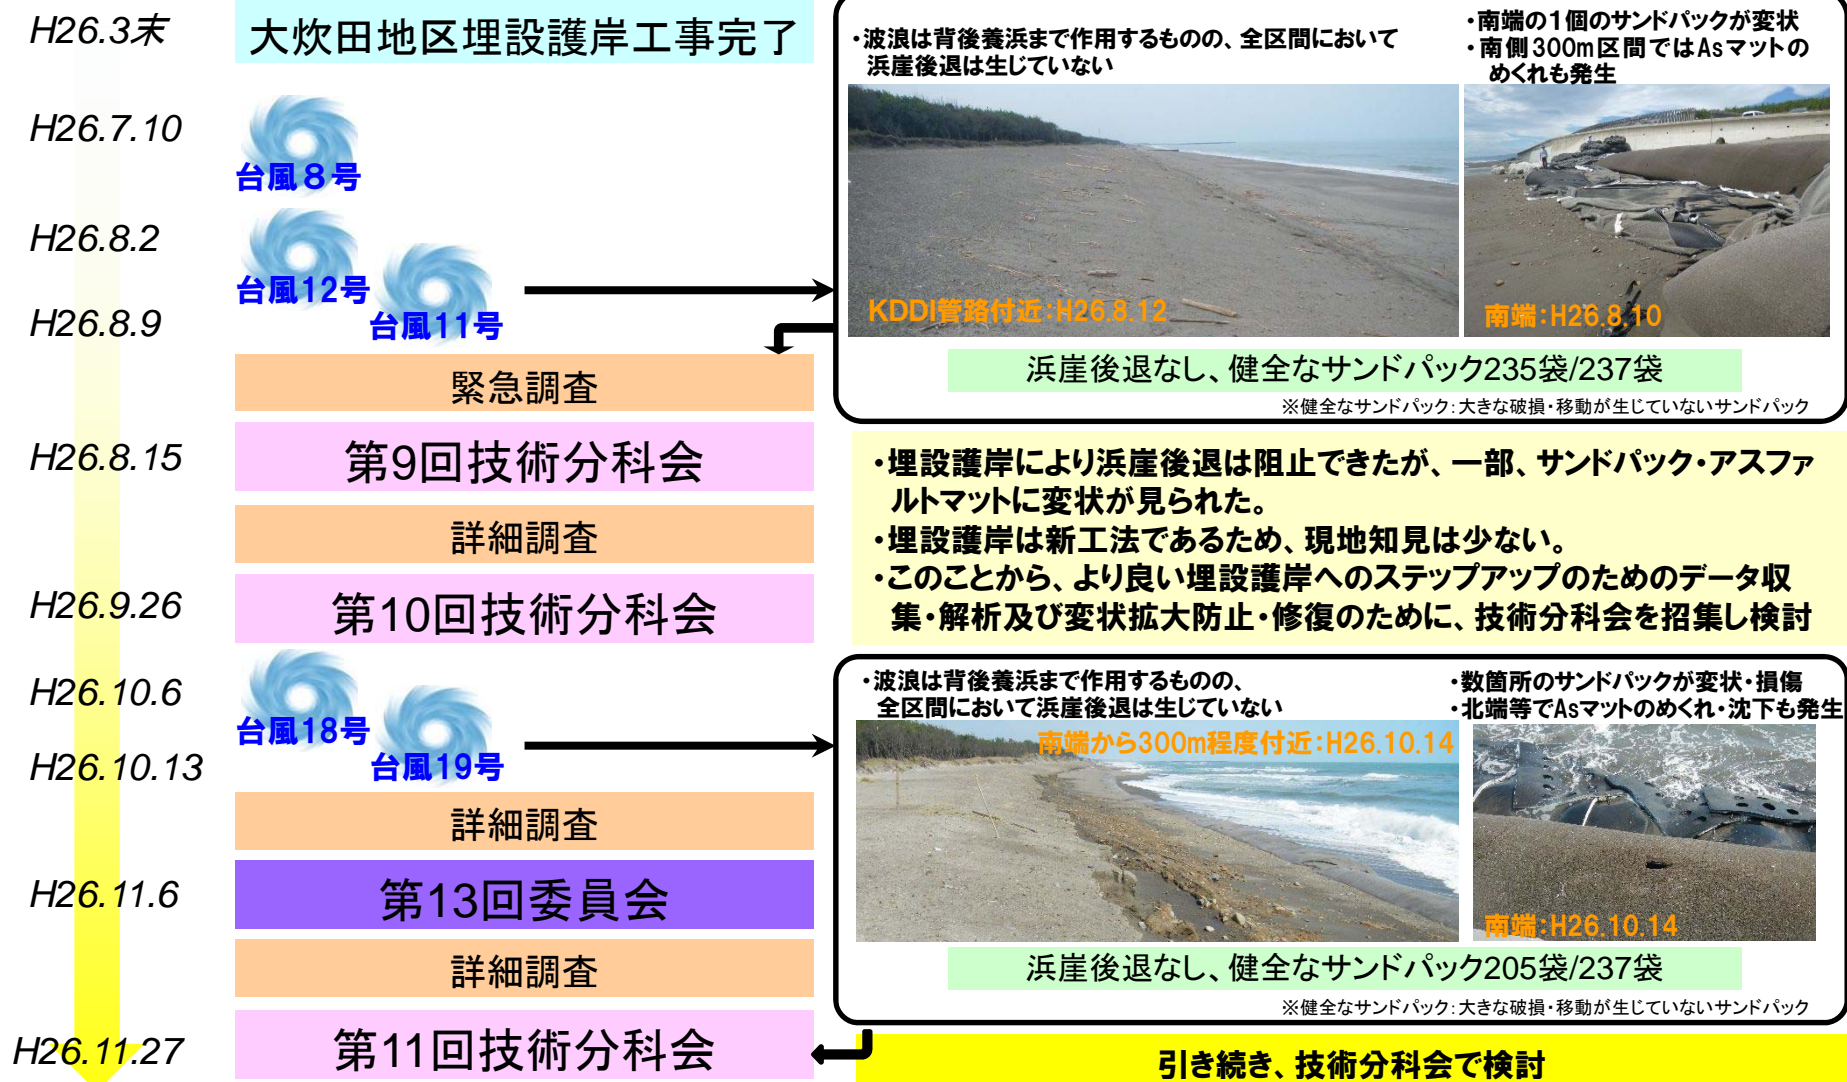 H26.3末
大炊田地区埋設護岸工事完了
H26.7.10
台風８号
H26.8.2
台風12号
H26.8.9
台風11号
・波浪は背後養浜まで作用するものの、全区間において
浜崖後退は生じていない
・南端の１個のサンドパックが変状
・南側300m区間ではAsマットの
めくれも発生
KDDI管路付近：H26.8.12
南端：H26.8.10
浜崖後退なし、健全なサンドパック235袋/237袋
※健全なサンドパック：大きな破損・移動が生じていないサンドパック
緊急調査
H26.8.15
第9回技術分科会
詳細調査
H26.9.26
第10回技術分科会
・埋設護岸により浜崖後退は阻止できたが、一部、サンドパック・アスファ
ルトマットに変状が見られた。
・埋設護岸は新工法であるため、現地知見は少ない。
・このことから、より良い埋設護岸へのステップアップのためのデータ収
集・解析及び変状拡大防止・修復のために、技術分科会を招集し検討
H26.10.6
台風18号
H26.10.13
台風19号
・波浪は背後養浜まで作用するものの、
全区間において浜崖後退は生じていない
・数箇所のサンドパックが変状・損傷
・北端等でAsマットのめくれ・沈下も発生
南端から300m程度付近：H26.10.14
南端：H26.10.14
浜崖後退なし、健全なサンドパック205袋/237袋
※健全なサンドパック：大きな破損・移動が生じていないサンドパック
詳細調査
H26.11.6
第13回委員会
詳細調査
H26.11.27
第11回技術分科会
引き続き、技術分科会で検討